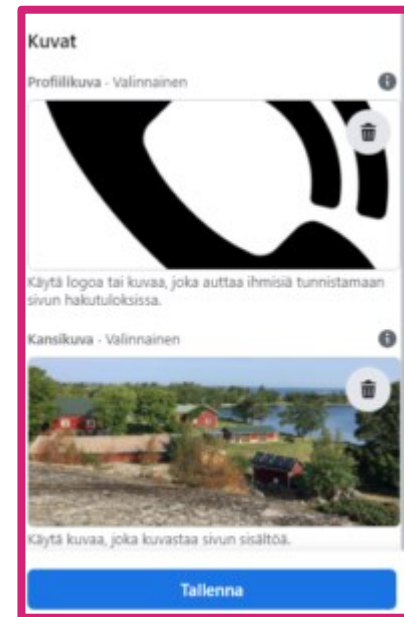 Kuvat
Profiilikuva · Valinnainen
Käytä logoa tai kuvaa, joka auttaa ihmisiä tunnistamaan
sivun hakutuloksissa.
Kansikuva · Valinnainen
Käytä kuvaa, joka kuvastaa sivun sisältöä.
Tallenna